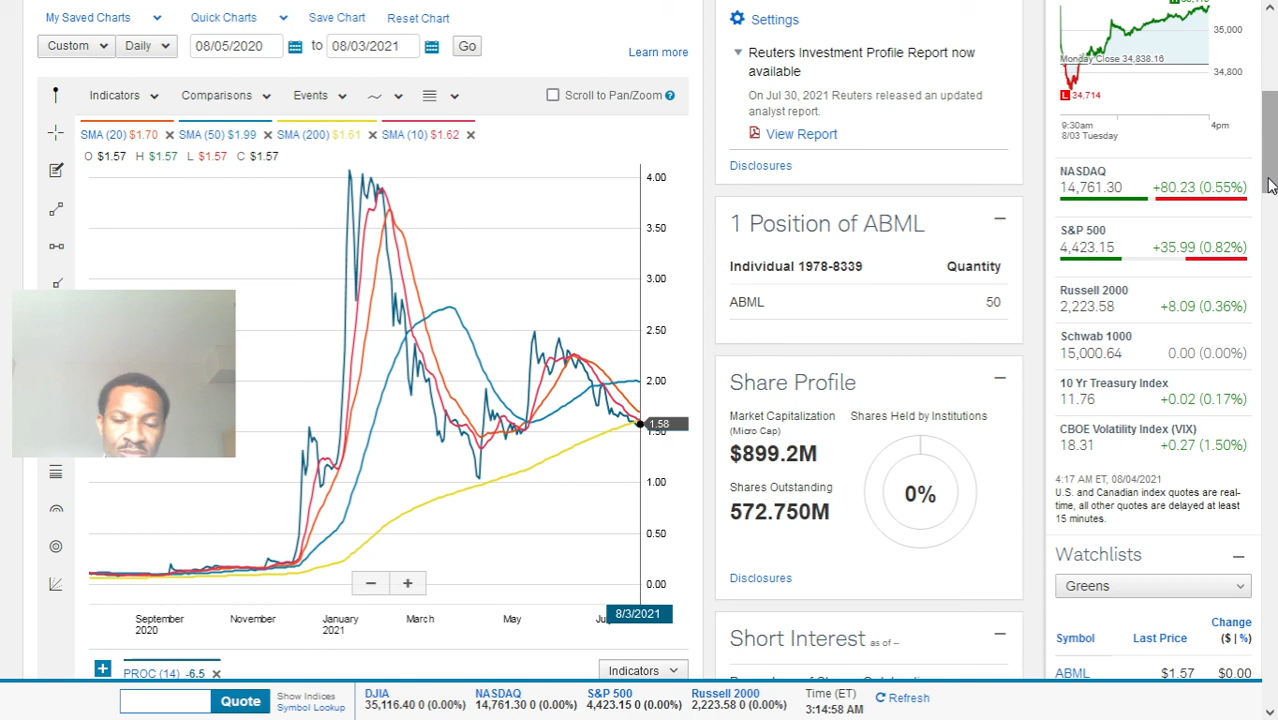 My Saved Charts
Quick Charts
Save Chart
Reset Chart
Custom
Daily
08/05/2020
to
08/03/2021
Go
Learn more
Indicators
Comparisons
Events
Scroll to Pan/Zoom
SMA (20) $1.70
SMA (50) $1.99
SMA (200) $1.61
SMA (10) $1.62
O $1.57 H $1.57 L $1.57 C $1.57
4.00
3.50
3.00
2.50
2.00
1.58
1.00
0.50
0.00
8/3/2021
September
2020
November
January
2021
March
May
PROC (14) -6.5
Indicators
Settings
Reuters Investment Profile Report now
available
On Jul 30, 2021 Reuters released an updated
analyst report.
View Report
Disclosures
1 Position of ABML
Individual 1978-8339
Quantity
ABML
50
Share Profile
Market Capitalization
(Micro Cap)
$899.2M
Shares Outstanding
572.750M
Shares Held by Institutions
0%
Disclosures
Short Interest as of --
35,000
Monday Close 34,838.16
34,800
L 34,714
9:30am
4pm
8/03 Tuesday
NASDAQ
14,761.30 +80.23 (0.55%)
S&P 500
4,423.15 +35.99 (0.82%)
Russell 2000
2,223.58 +8.09 (0.36%)
Schwab 1000
15,000.64 0.00 (0.00%)
10 Yr Treasury Index
11.76 +0.02 (0.17%)
CBOE Volatility Index (VIX)
18.31 +0.27 (1.50%)
4:17 AM ET, 08/04/2021
U.S. and Canadian index quotes are real-
time, all other quotes are delayed at least
15 minutes.
Watchlists
Greens
Symbol
Last Price
Change
($ | %)
ABML $1.57 $0.00
Quote
Show Indices
Symbol Lookup
DJIA
35,116.40 0 (0.00%)
NASDAQ
14,761.30 0 (0.00%)
S&P 500
4,423.15 0 (0.00%)
Russell 2000
2,223.58 0 (0.00%)
Time (ET)
3:14:58 AM
Refresh